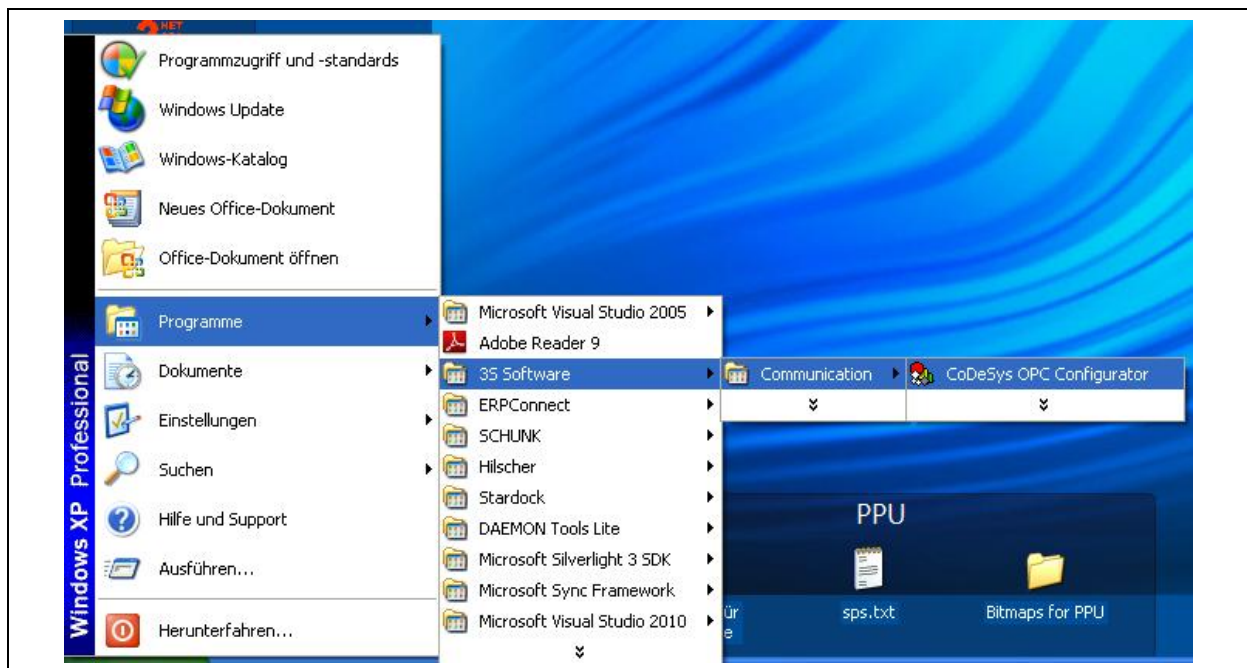 Windows XP Professional
Programmzugriff und -standards
Windows Update
Windows-Katalog
Neues Office-Dokument
Office-Dokument öffnen
Programme
Dokumente
Einstellungen
Suchen
Hilfe und Support
Ausführen...
Herunterfahren...
Microsoft Visual Studio 2005
Adobe Reader 9
3S Software
ERPConnect
SCHUNK
Hilscher
Stardock
DAEMON Tools Lite
Microsoft Silverlight 3 SDK
Microsoft Sync Framework
Microsoft Visual Studio 2010
Communication
CoDeSys OPC Configurator
PPU
sps.txt
Bitmaps for PPU